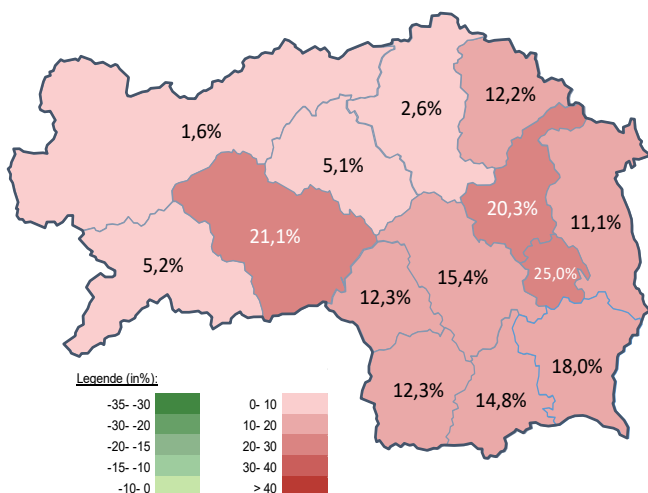 12,2%
2,6%
1,6%
5,1%
20,3%
11,1%
21,1%
5,2%
15,4%
25,0%
12,3%
18,0%
12,3%
14,8%
Legende (in%):
-35- -30 0- 10
-30- -20 10- 20
-20- -15 20- 30
-15- -10 30- 40
-10- 0 > 40